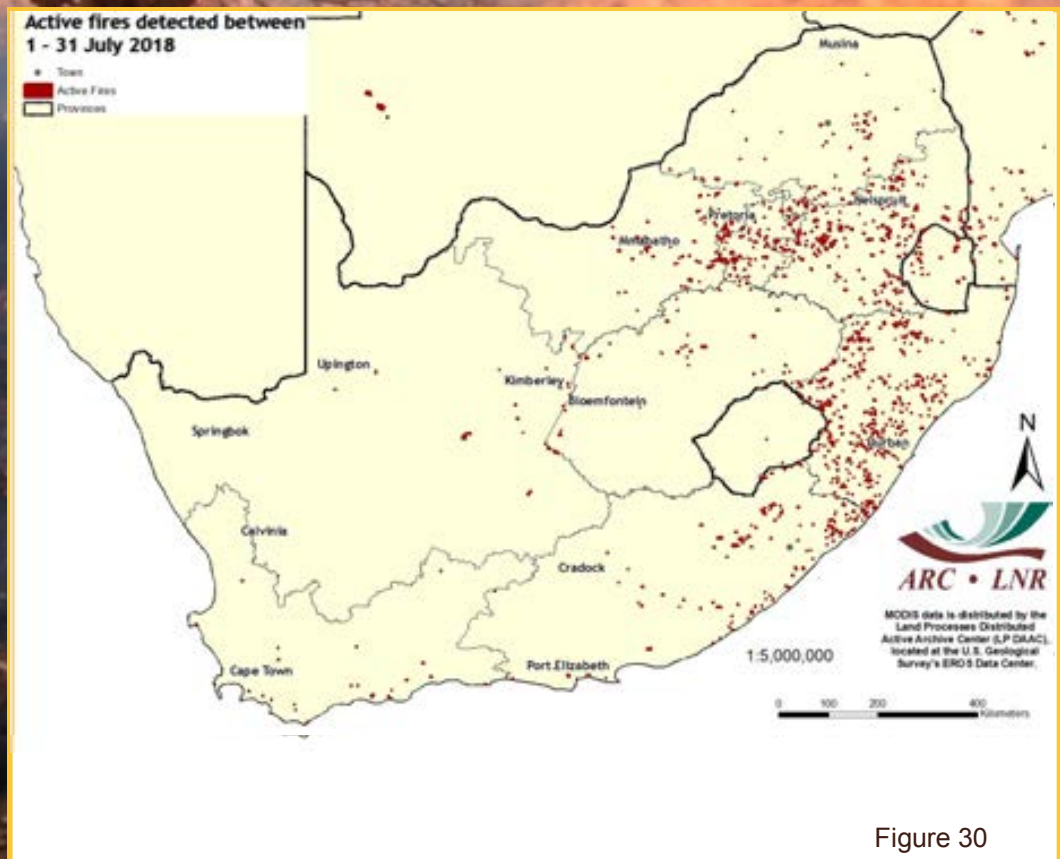 Active fires detected between
1 - 31 July 2018
Town
Active Fires
Provinces
Musina
Nelspruit
Pretoria
Mmabatho
Upington
Kimberley
Bloemfontein
Springbok
Durban
Calvinia
Cradock
Cape Town
Port Elizabeth
N
ARC • LNR
MODIS data is distributed by the
Land Processes Distributed
Active Archive Center (LP DAAC),
located at the U.S. Geological
Survey's EROS Data Center.
1:5,000,000
0 100 200 400
Kilometers
Figure 30